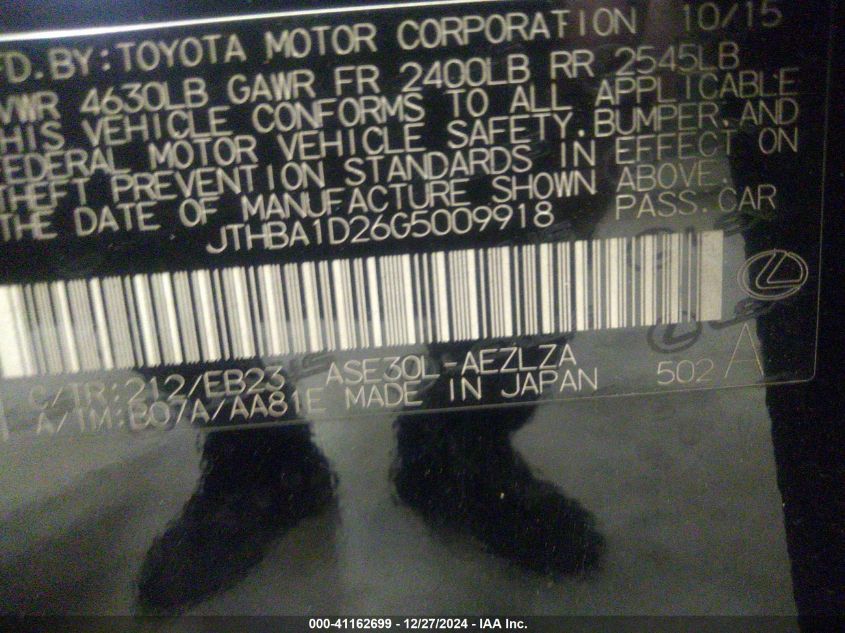 FD.BY:TOYOTA MOTOR CORPORATION 10/15
VWR 4630LB GAWR FR 2400LB RR 2545LB
HIS VEHICLE CONFORMS TO ALL APPLICABLE
FEDERAL MOTOR VEHICLE SAFETY.BUMPER.AND
THEFT PREVENTION STANDARDS IN EFFECT ON
THE DATE OF MANUFACTURE SHOWN ABOVE.
JTHBA1D26G5009918 PASS.CAR
C/TR:212/EB23 ASE30L-AEZLZA
A/TM:B07A/AA81E MADE IN JAPAN 502 A
000-41162699 - 12/27/2024 - IAA Inc.